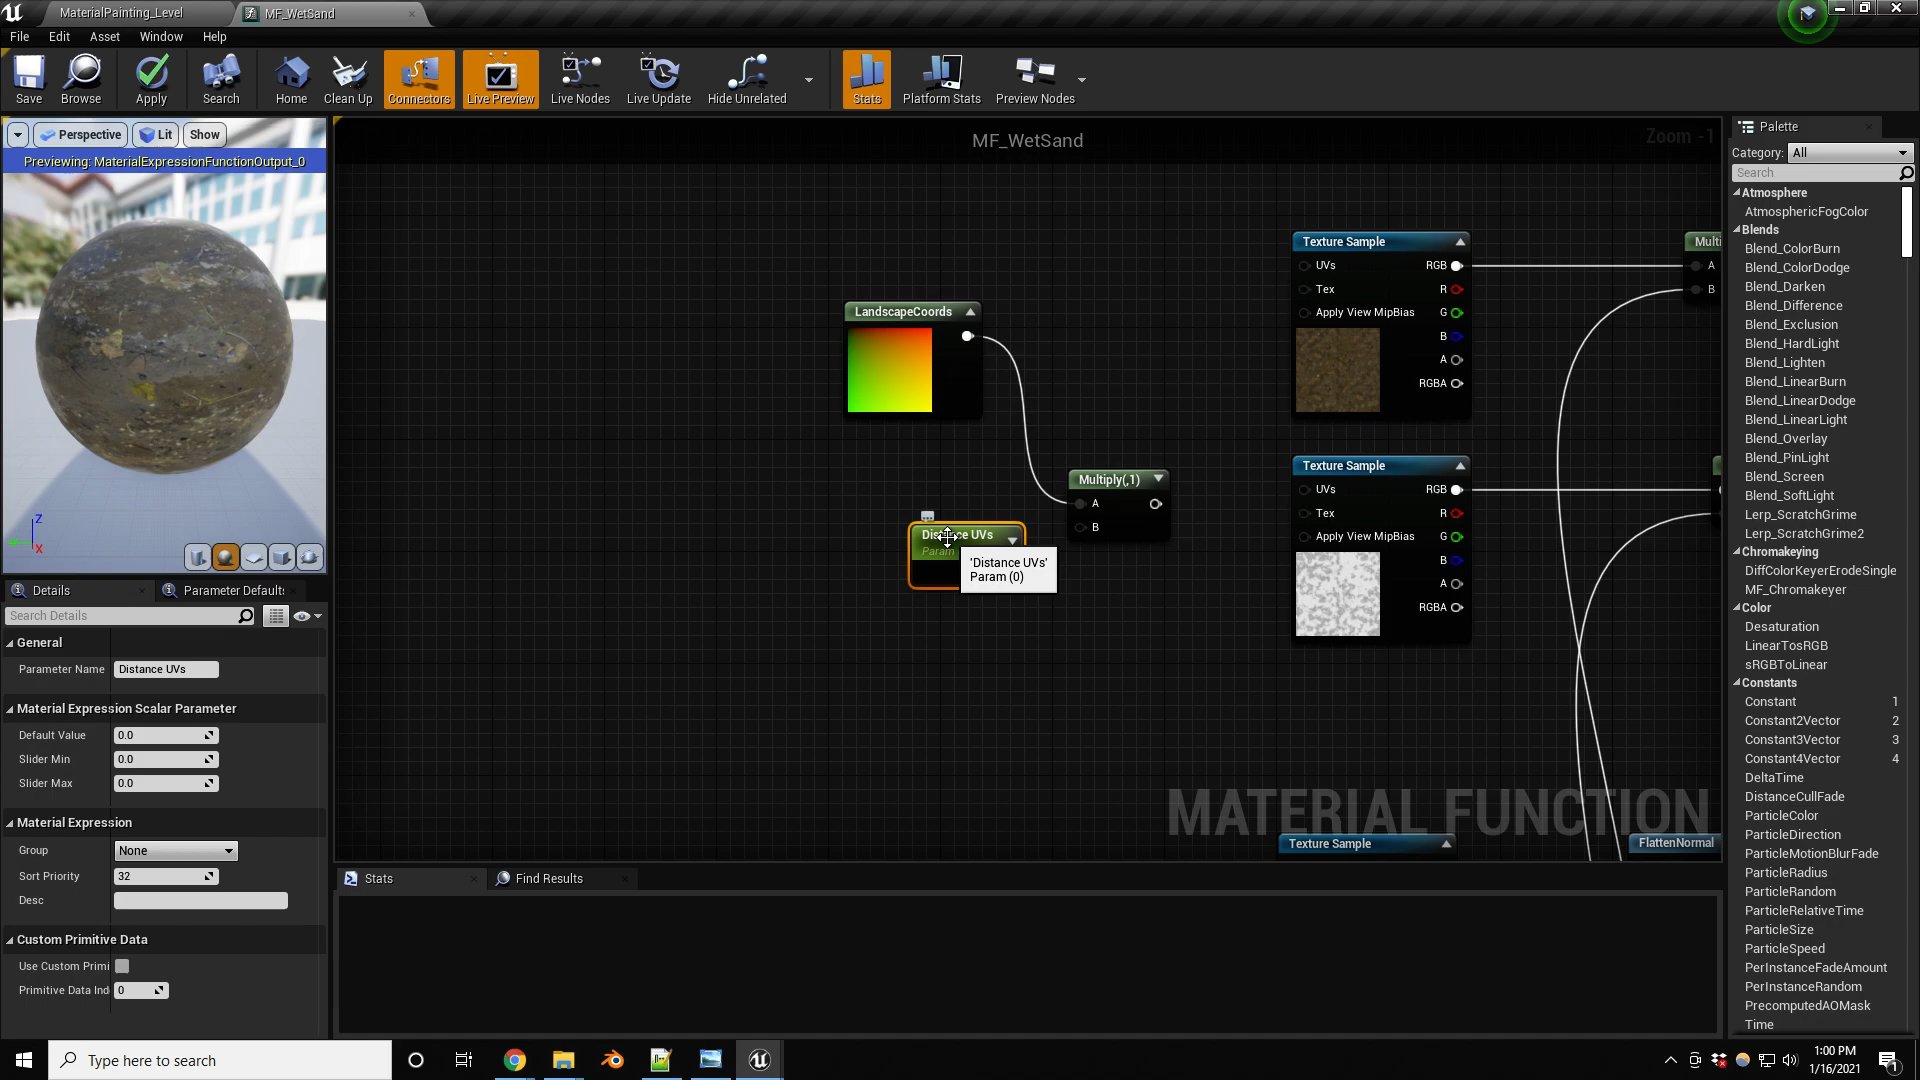 MaterialPainting_Level
MF_WetSand
File Edit Asset Window Help
Save Browse Apply Search Home Clean Up Connectors Live Preview Live Nodes Live Update Hide Unrelated Stats Platform Stats Preview Nodes
Perspective Lit Show
Previewing: MaterialExpressionFunctionOutput_0
Z
X
MF_WetSand
Zoom -1
LandscapeCoords
Distance UVs
Param
'Distance UVs'
Param (0)
Multiply(,1)
A
B
Texture Sample
UVs RGB
Tex R
Apply View MipBias G
B
A
RGBA
Texture Sample
UVs RGB
Tex R
Apply View MipBias G
B
A
RGBA
Multi
A
B
Texture Sample
FlattenNormal
MATERIAL FUNCTION
Details Parameter Default
Search Details
General
Parameter Name Distance UVs
Material Expression Scalar Parameter
Default Value 0.0
Slider Min 0.0
Slider Max 0.0
Material Expression
Group None
Sort Priority 32
Desc
Custom Primitive Data
Use Custom Primi
Primitive Data Ind 0
Stats Find Results
Palette
Category: All
Search
Atmosphere
AtmosphericFogColor
Blends
Blend_ColorBurn
Blend_ColorDodge
Blend_Darken
Blend_Difference
Blend_Exclusion
Blend_HardLight
Blend_Lighten
Blend_LinearBurn
Blend_LinearDodge
Blend_LinearLight
Blend_Overlay
Blend_PinLight
Blend_Screen
Blend_SoftLight
Lerp_ScratchGrime
Lerp_ScratchGrime2
Chromakeying
DiffColorKeyerErodeSingle
MF_Chromakeyer
Color
Desaturation
LinearTosRGB
sRGBToLinear
Constants
Constant 1
Constant2Vector 2
Constant3Vector 3
Constant4Vector 4
DeltaTime
DistanceCullFade
ParticleColor
ParticleDirection
ParticleMotionBlurFade
ParticleRadius
ParticleRandom
ParticleRelativeTime
ParticleSize
ParticleSpeed
PerInstanceFadeAmount
PerInstanceRandom
PrecomputedAOMask
Time
Type here to search
1:00 PM
1/16/2021
1